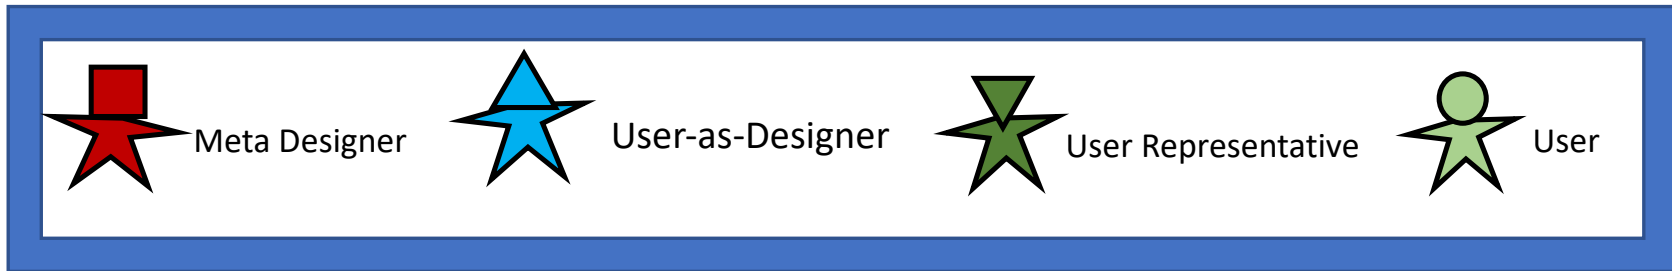 Meta Designer
User-as-Designer
User Representative
User